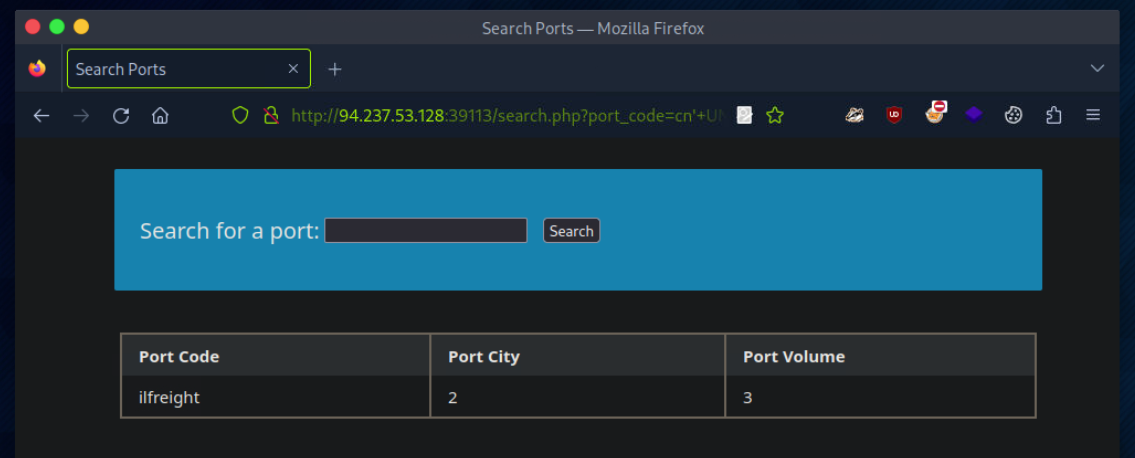 Search Ports — Mozilla Firefox
Search Ports
http://94.237.53.128:39113/search.php?port_code=cn'+UN
Search for a port: Search
Port Code Port City Port Volume
ilfreight 2 3